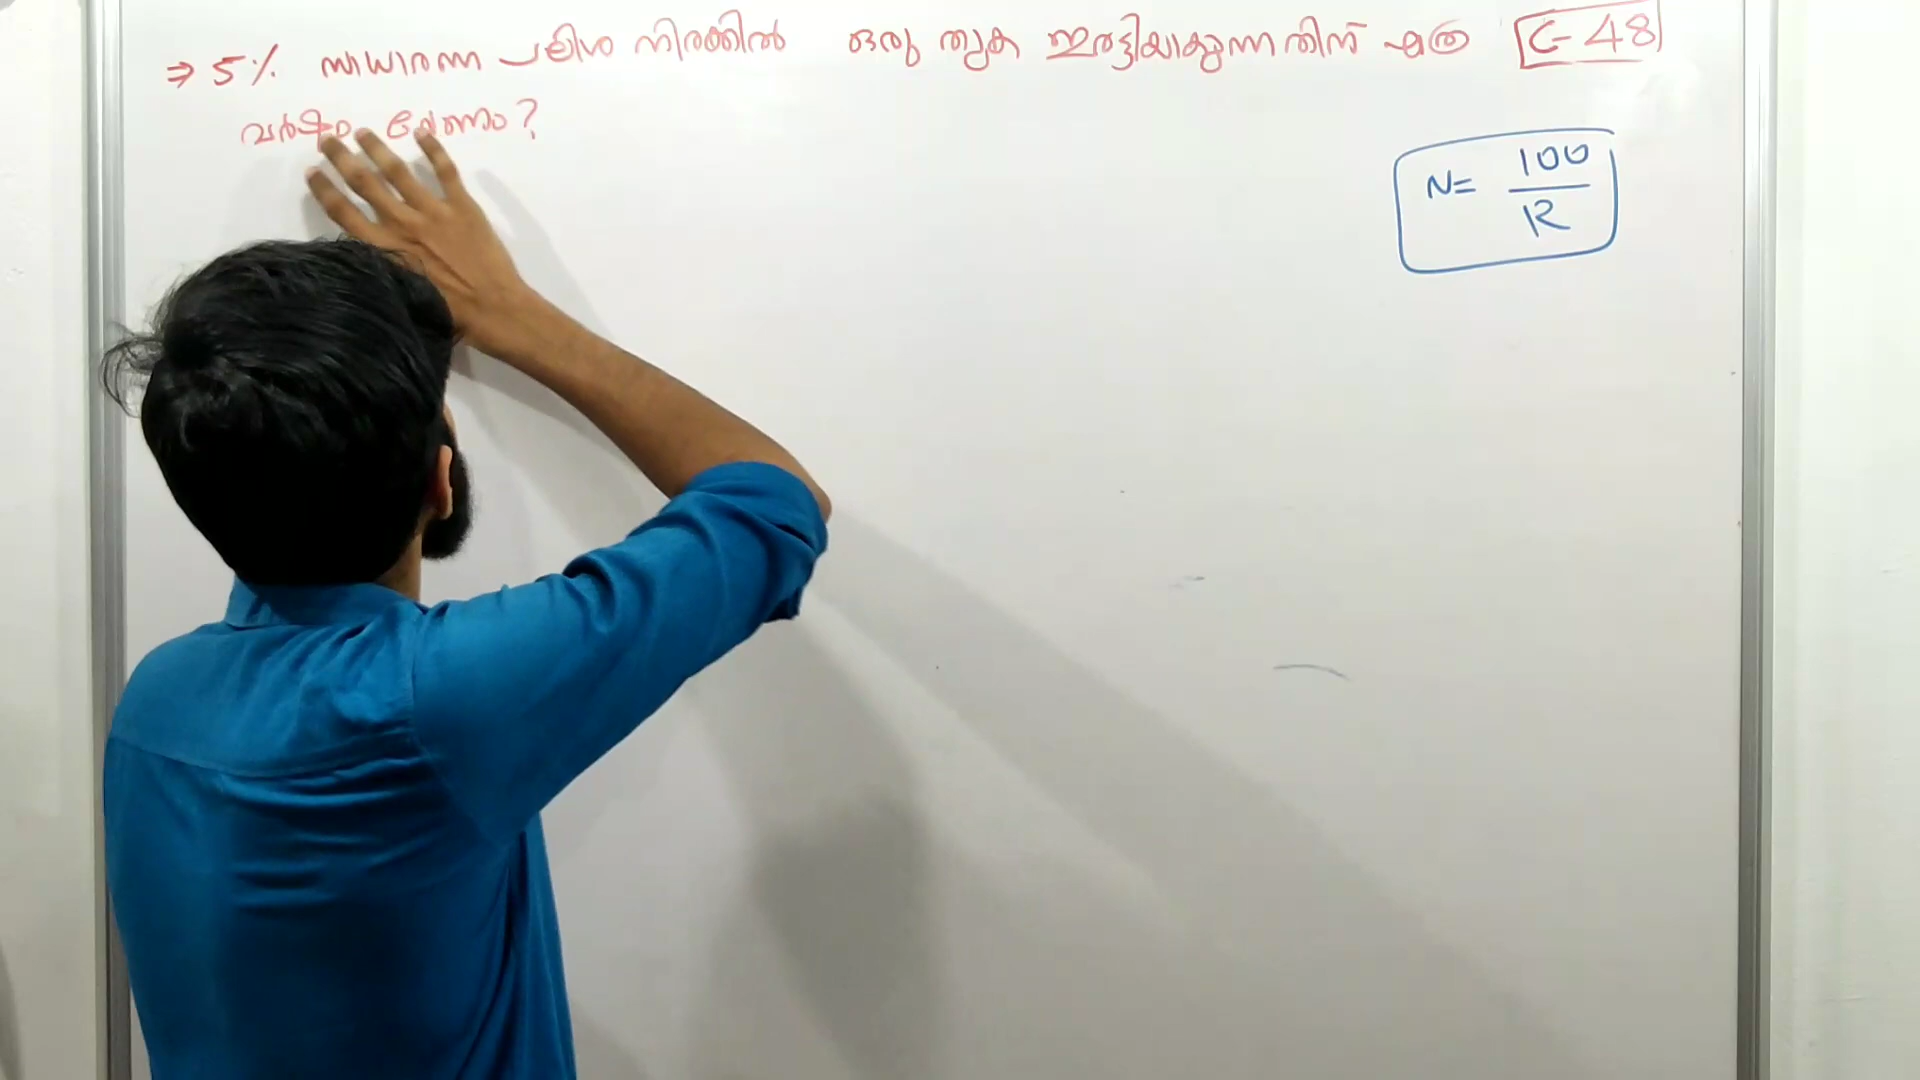 ⇒ 5% സാധാരണ പലിശ നിരക്കിൽ ഒരു തുക ഇരട്ടിയാകുന്നതിന് എത്ര C-48
വർഷം വേണം?
N= 100/R